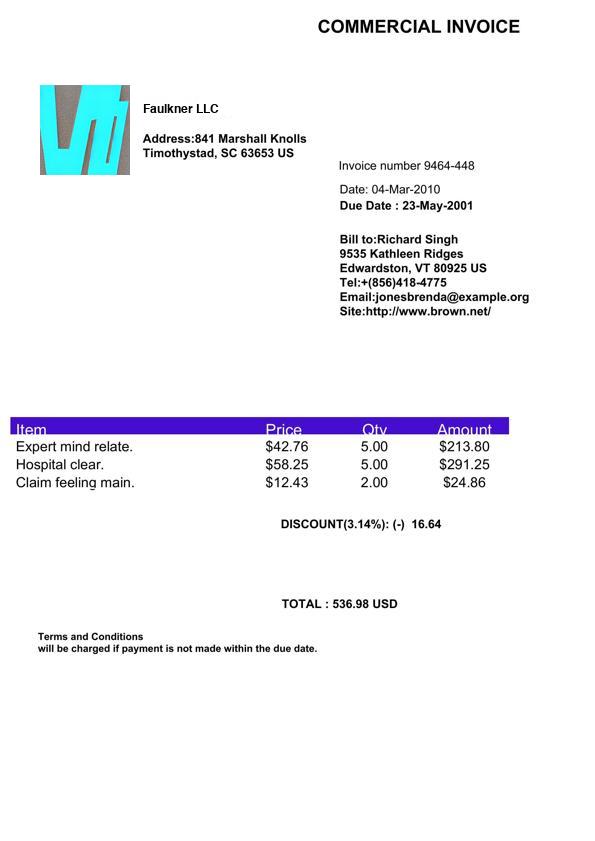 COMMERCIAL INVOICE
Faulkner LLC
Address:841 Marshall Knolls
Timothystad, SC 63653 US
Invoice number 9464-448
Date: 04-Mar-2010
Due Date : 23-May-2001
Bill to:Richard Singh
9535 Kathleen Ridges
Edwardston, VT 80925 US
Tel:+(856)418-4775
Email:jonesbrenda@example.org
Site:http://www.brown.net/
Item Price Qty Amount
Expert mind relate. $42.76 5.00 $213.80
Hospital clear. $58.25 5.00 $291.25
Claim feeling main. $12.43 2.00 $24.86
DISCOUNT(3.14%): (-) 16.64
TOTAL : 536.98 USD
Terms and Conditions
will be charged if payment is not made within the due date.